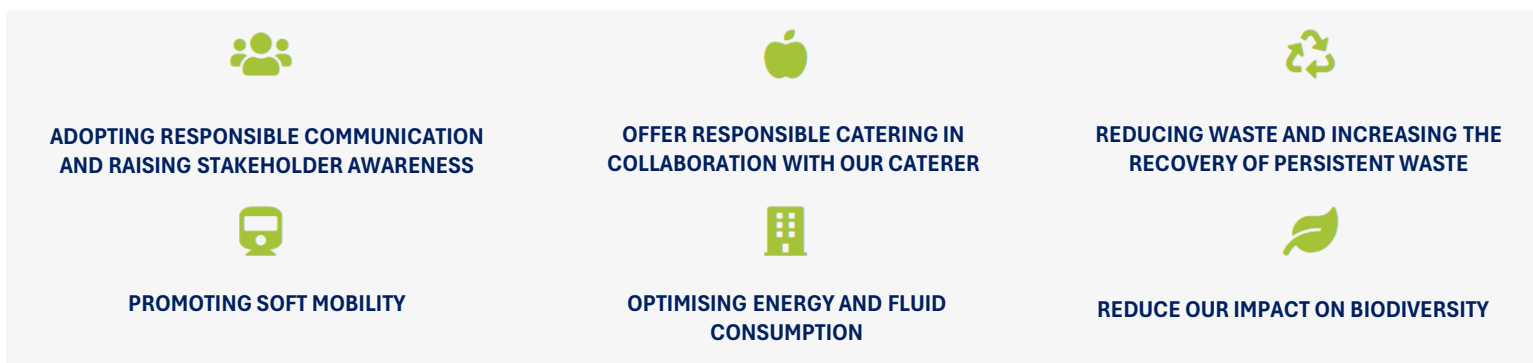 ADOPTING RESPONSIBLE COMMUNICATION
AND RAISING STAKEHOLDER AWARENESS
OFFER RESPONSIBLE CATERING IN
COLLABORATION WITH OUR CATERER
REDUCING WASTE AND INCREASING THE
RECOVERY OF PERSISTENT WASTE
PROMOTING SOFT MOBILITY
OPTIMISING ENERGY AND FLUID
CONSUMPTION
REDUCE OUR IMPACT ON BIODIVERSITY